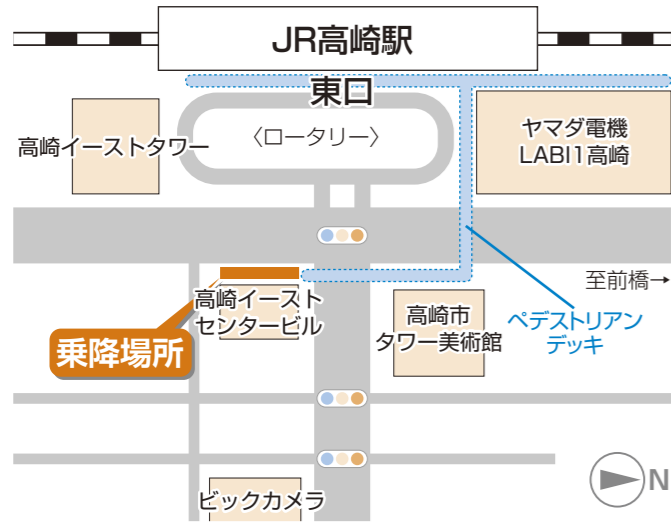 JR高崎駅
東口
〈ロータリー〉
高崎イーストタワー
ヤマダ電機
LABI1高崎
至前橋→
高崎イースト
センタービル
高崎市
タワー美術館
ペデストリアン
デッキ
乗降場所
ビックカメラ
N